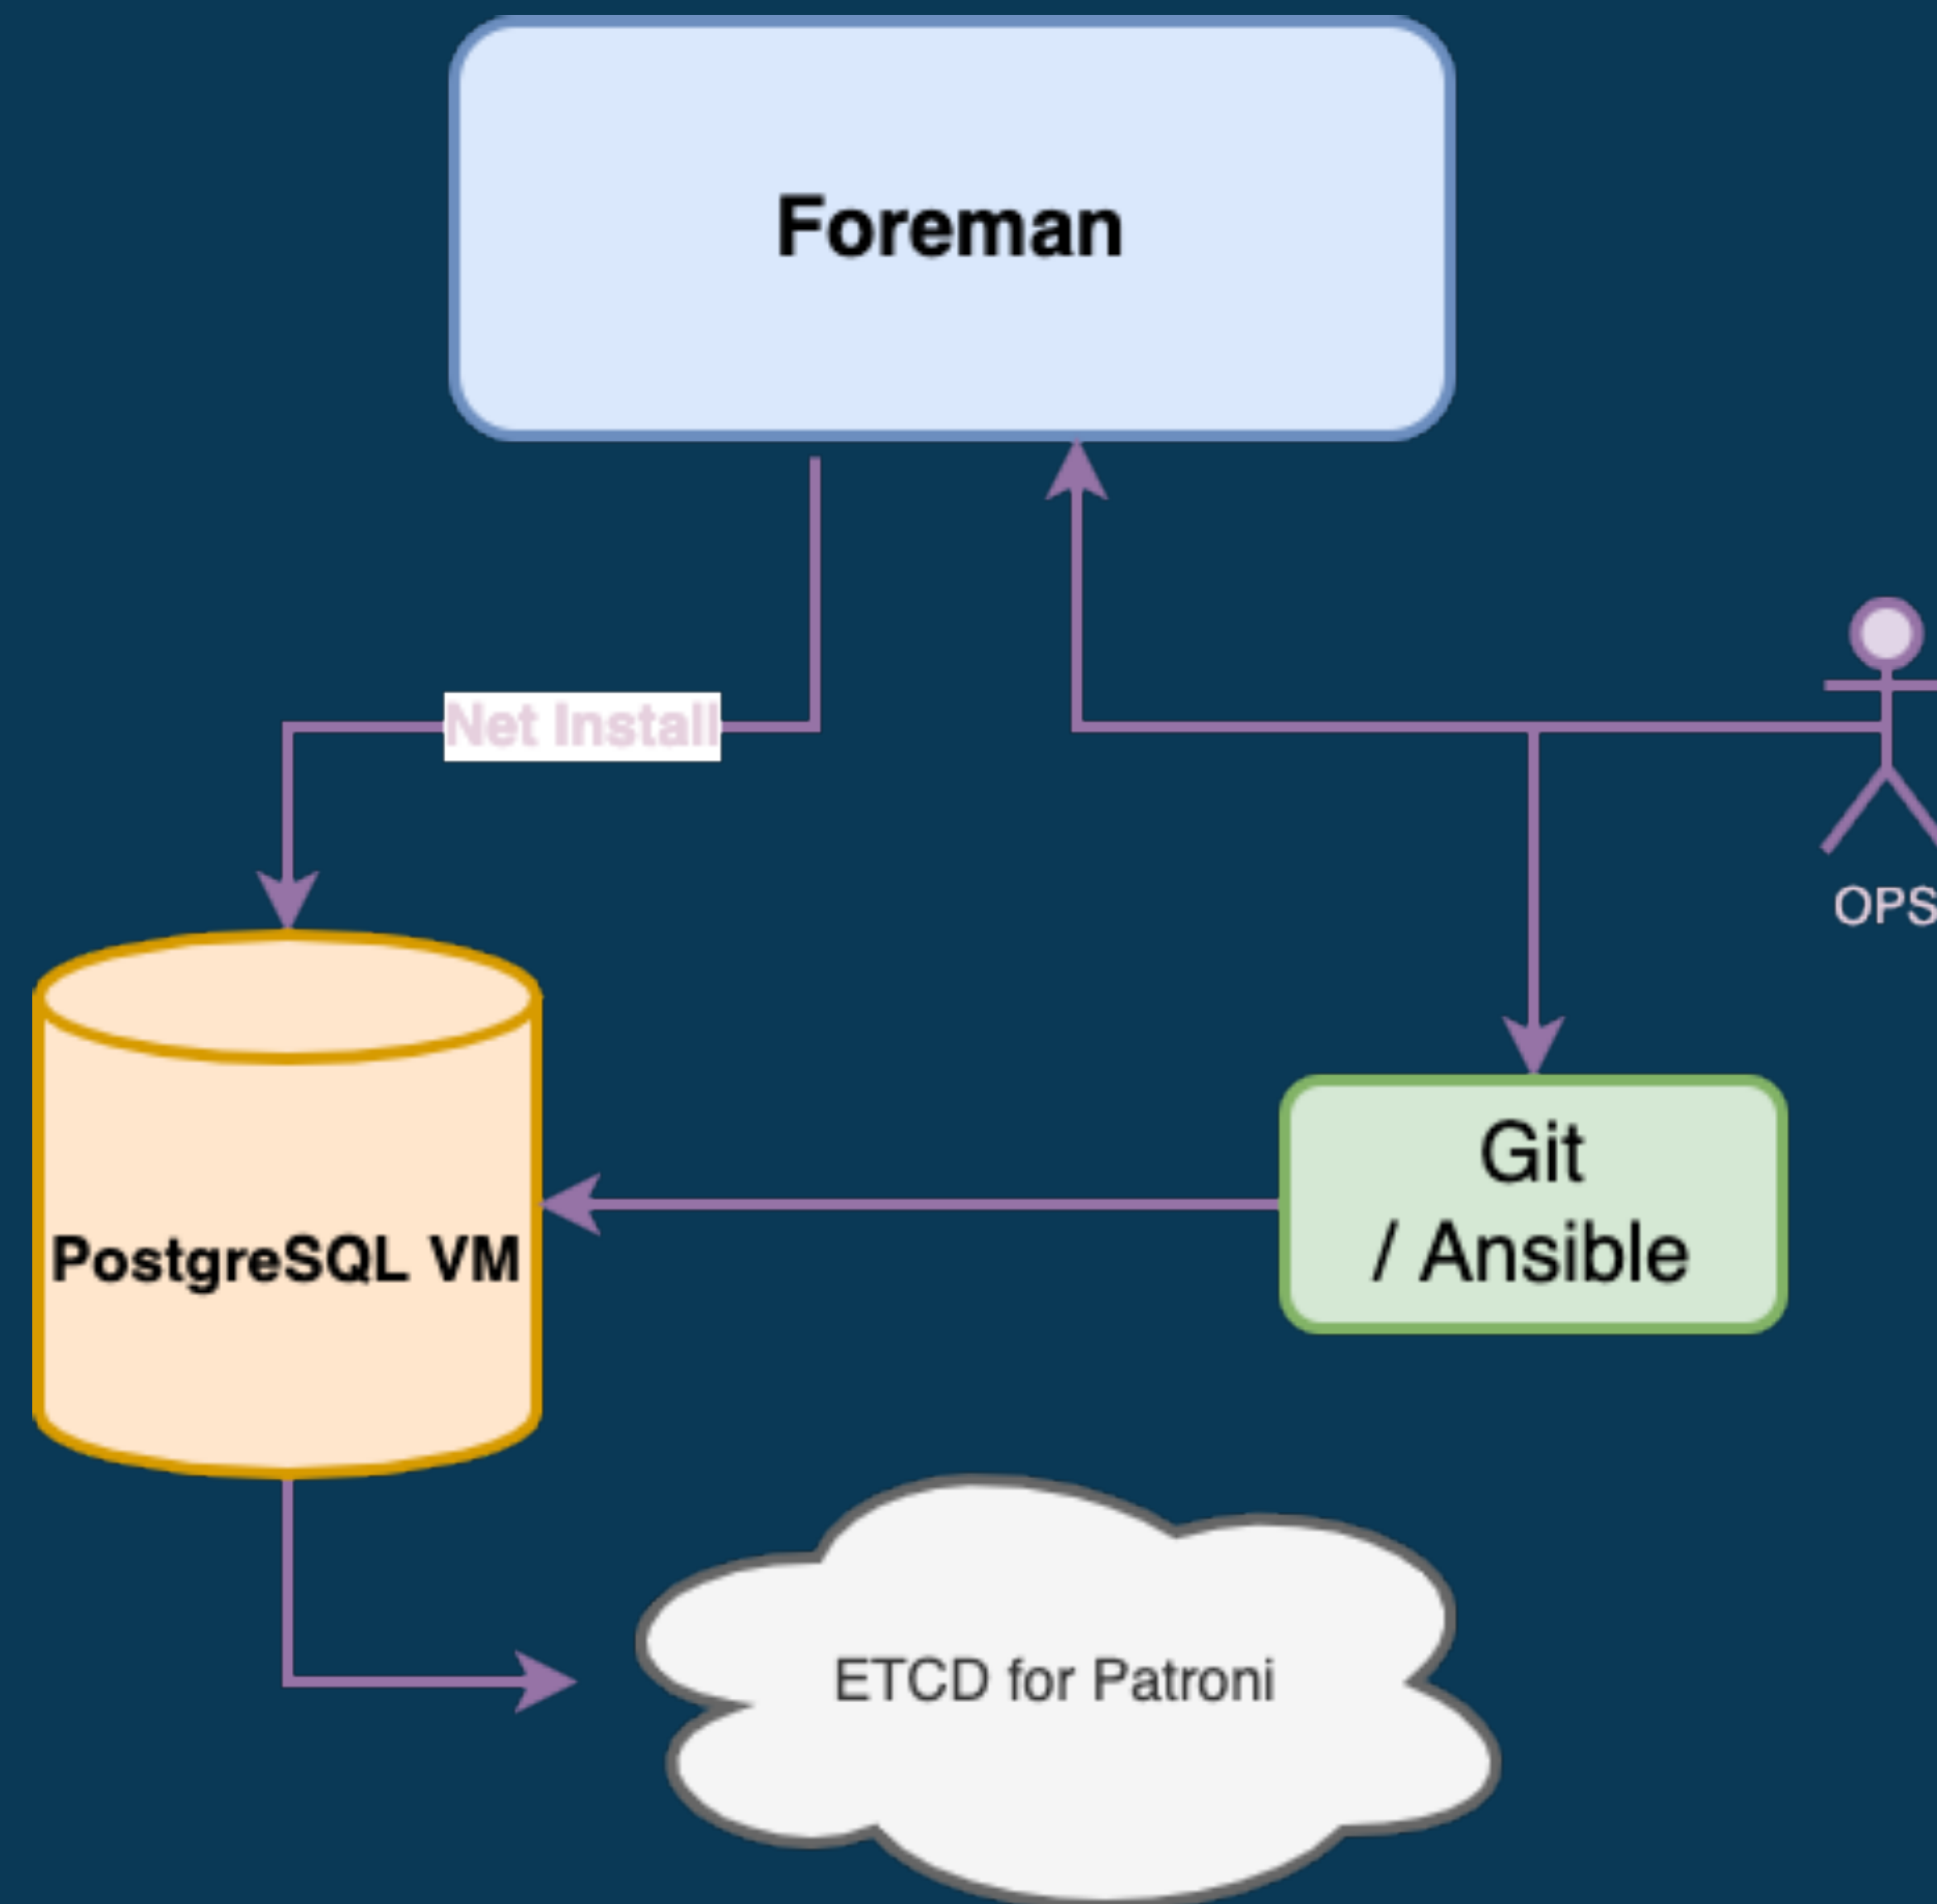 Foreman
Net Install
OPS
Git
/ Ansible
PostgreSQL VM
ETCD for Patroni